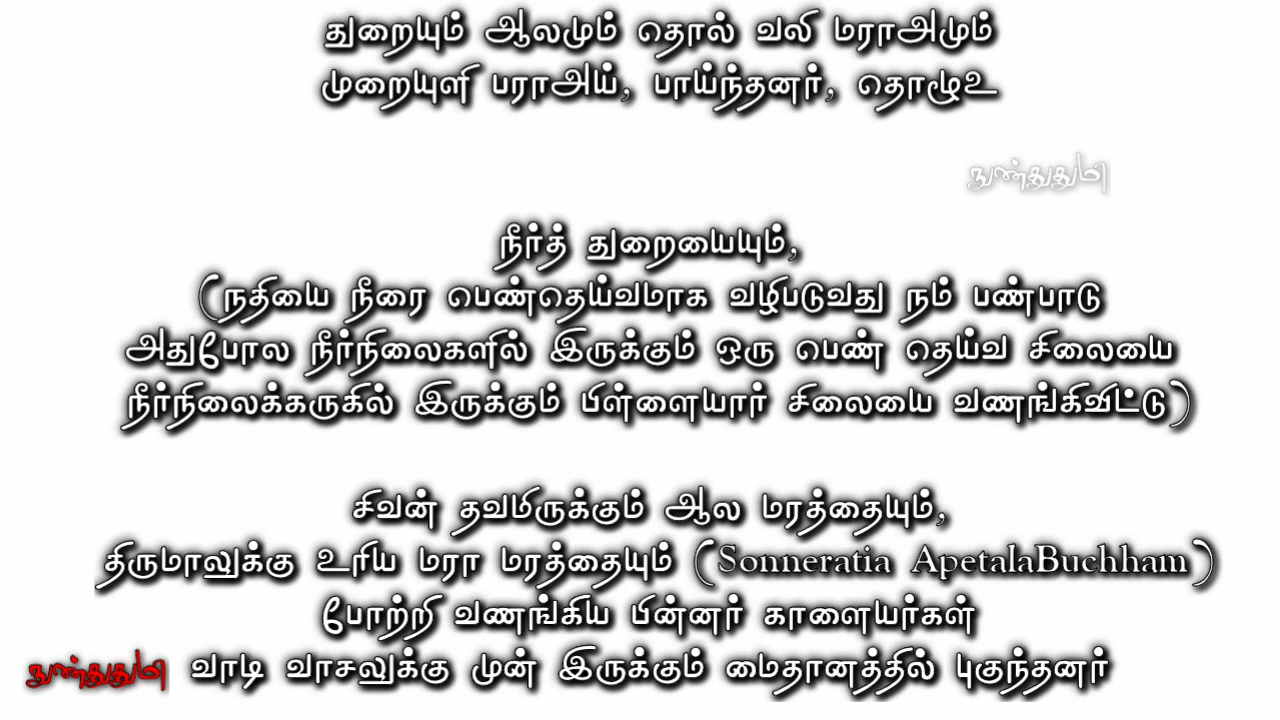 துறையும் ஆலமும் தொல் வலி மராஅமும்
முறையுளி பராஅய், பாய்ந்தனர், தொழூஉ
நுண்துதுமி
நீர்த் துறையையும்,
(நதியை நீரை பெண்தெய்வமாக வழிபடுவது நம் பண்பாடு
அதுபோல நீர்நிலைகளில் இருக்கும் ஒரு பெண் தெய்வ சிலையை
நீர்நிலைக்கருகில் இருக்கும் பிள்ளையார் சிலையை வணங்கிவிட்டு)
சிவன் தவமிருக்கும் ஆல மரத்தையும்,
திருமாலுக்கு உரிய மரா மரத்தையும் (Sonneratia ApetalaBuchham)
போற்றி வணங்கிய பின்னர் காளையர்கள்
நுண்துதுமி வாடி வாசலுக்கு முன் இருக்கும் மைதானத்தில் புகுந்தனர்